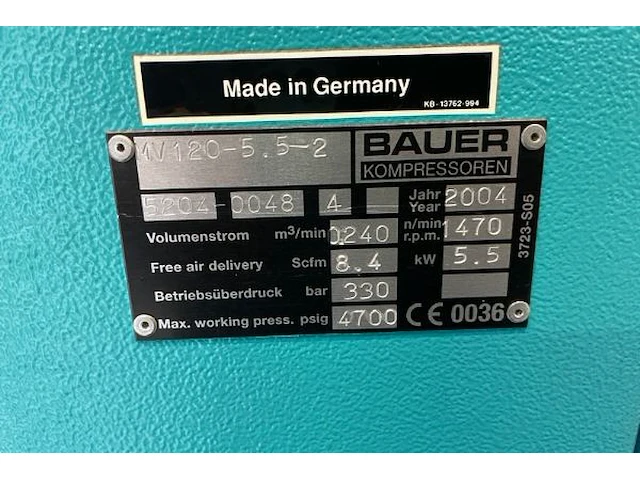 Made in Germany
KB-13762-994
MV120-5.5-2
BAUER
KOMPRESSOREN
5204-0048 4
Jahr
Year 2004
Volumenstrom m³/min 0240
n/min
r.p.m. 1470
Free air delivery Scfm 8.4
kW 5.5
Betriebsüberdruck bar 330
Max. working press. psig 4700
CE 0036
3723-S05